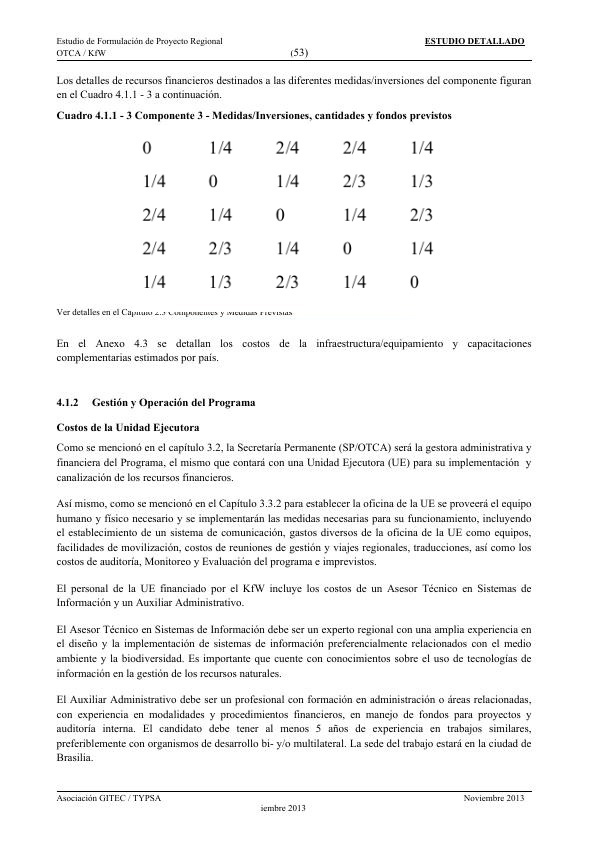 Estudio de Formulación de Proyecto Regional ESTUDIO DETALLADO
OTCA / KfW (53)
Los detalles de recursos financieros destinados a las diferentes medidas/inversiones del componente figuran
en el Cuadro 4.1.1 - 3 a continuación.
Cuadro 4.1.1 - 3 Componente 3 - Medidas/Inversiones, cantidades y fondos previstos
0 1/4 2/4 2/4 1/4
1/4 0 1/4 2/3 1/3
2/4 1/4 0 1/4 2/3
2/4 2/3 1/4 0 1/4
1/4 1/3 2/3 1/4 0
Ver detalles en el Capítulo 2.3 Componentes y Medidas Previstas
En el Anexo 4.3 se detallan los costos de la infraestructura/equipamiento y capacitaciones
complementarias estimados por país.
4.1.2 Gestión y Operación del Programa
Costos de la Unidad Ejecutora
Como se mencionó en el capítulo 3.2, la Secretaría Permanente (SP/OTCA) será la gestora administrativa y
financiera del Programa, el mismo que contará con una Unidad Ejecutora (UE) para su implementación y
canalización de los recursos financieros.
Así mismo, como se mencionó en el Capítulo 3.3.2 para establecer la oficina de la UE se proveerá el equipo
humano y físico necesario y se implementarán las medidas necesarias para su funcionamiento, incluyendo
el establecimiento de un sistema de comunicación, gastos diversos de la oficina de la UE como equipos,
facilidades de movilización, costos de reuniones de gestión y viajes regionales, traducciones, así como los
costos de auditoría, Monitoreo y Evaluación del programa e imprevistos.
El personal de la UE financiado por el KfW incluye los costos de un Asesor Técnico en Sistemas de
Información y un Auxiliar Administrativo.
El Asesor Técnico en Sistemas de Información debe ser un experto regional con una amplia experiencia en
el diseño y la implementación de sistemas de información preferencialmente relacionados con el medio
ambiente y la biodiversidad. Es importante que cuente con conocimientos sobre el uso de tecnologías de
información en la gestión de los recursos naturales.
El Auxiliar Administrativo debe ser un profesional con formación en administración o áreas relacionadas,
con experiencia en modalidades y procedimientos financieros, en manejo de fondos para proyectos y
auditoría interna. El candidato debe tener al menos 5 años de experiencia en trabajos similares,
preferiblemente con organismos de desarrollo bi- y/o multilateral. La sede del trabajo estará en la ciudad de
Brasilia.
Asociación GITEC / TYPSA Noviembre 2013
iembre 2013